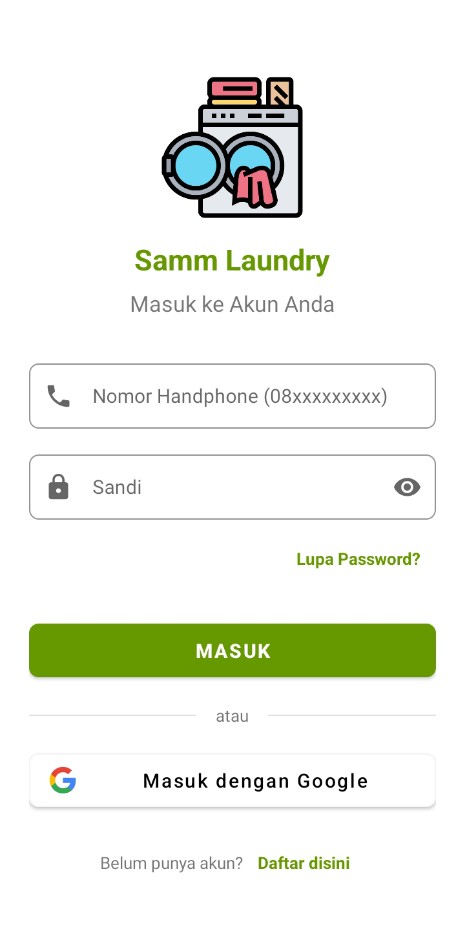 Samm Laundry
Masuk ke Akun Anda
Nomor Handphone (08xxxxxxxxx)
Sandi
Lupa Password?
MASUK
atau
Masuk dengan Google
Belum punya akun? Daftar disini